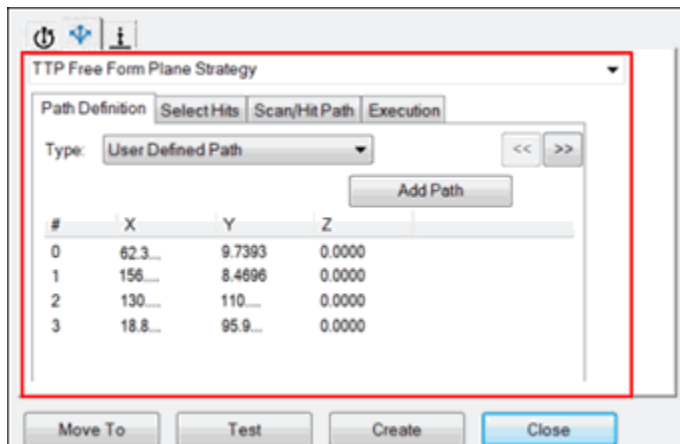 TTP Free Form Plane Strategy
Path Definition Select Hits Scan/Hit Path Execution
Type: User Defined Path << >>
Add Path
# X Y Z
0 62.3... 9.7393 0.0000
1 156.... 8.4696 0.0000
2 130.... 110.... 0.0000
3 18.8... 95.9... 0.0000
Move To Test Create Close